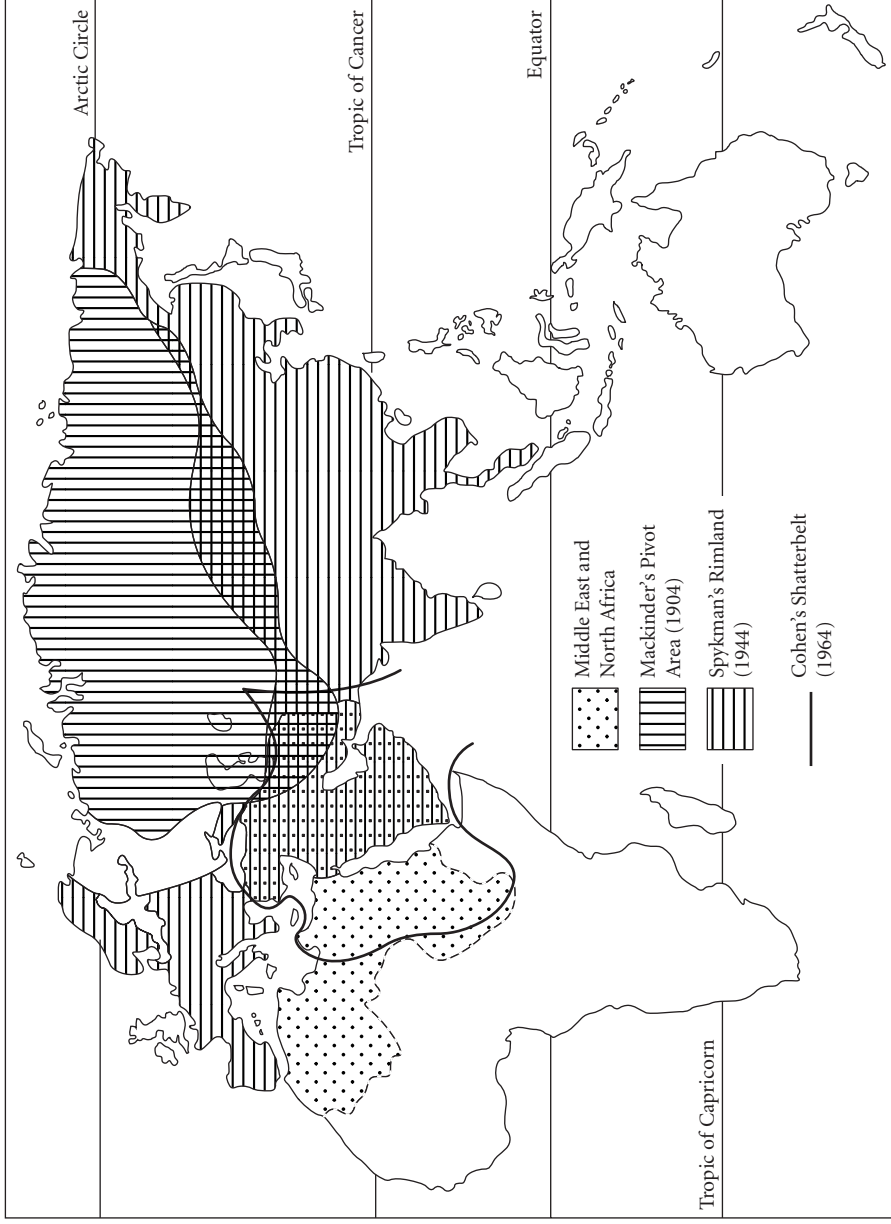 Arctic Circle
Tropic of Cancer
Equator
Tropic of Capricorn
Middle East and
North Africa
Mackinder's Pivot
Area (1904)
Spykman's Rimland
(1944)
Cohen's Shatterbelt
(1964)